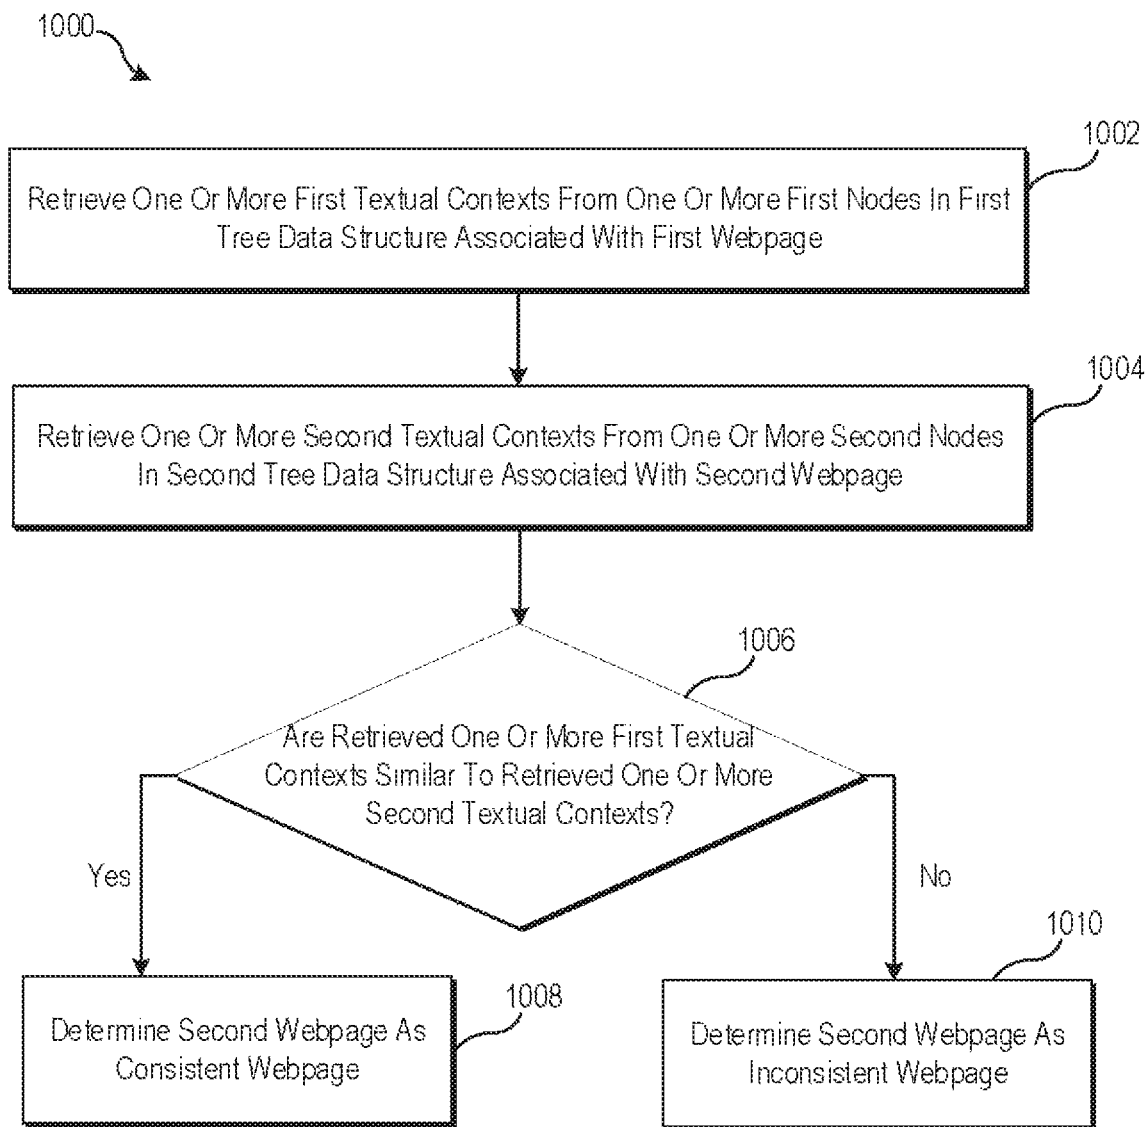 1000
1002
Retrieve One Or More First Textual Contexts From One Or More First Nodes In First
Tree Data Structure Associated With First Webpage
1004
Retrieve One Or More Second Textual Contexts From One Or More Second Nodes
In Second Tree Data Structure Associated With Second Webpage
1006
Are Retrieved One Or More First Textual
Contexts Similar To Retrieved One Or More
Second Textual Contexts?
Yes
No
1008
Determine Second Webpage As
Consistent Webpage
1010
Determine Second Webpage As
Inconsistent Webpage